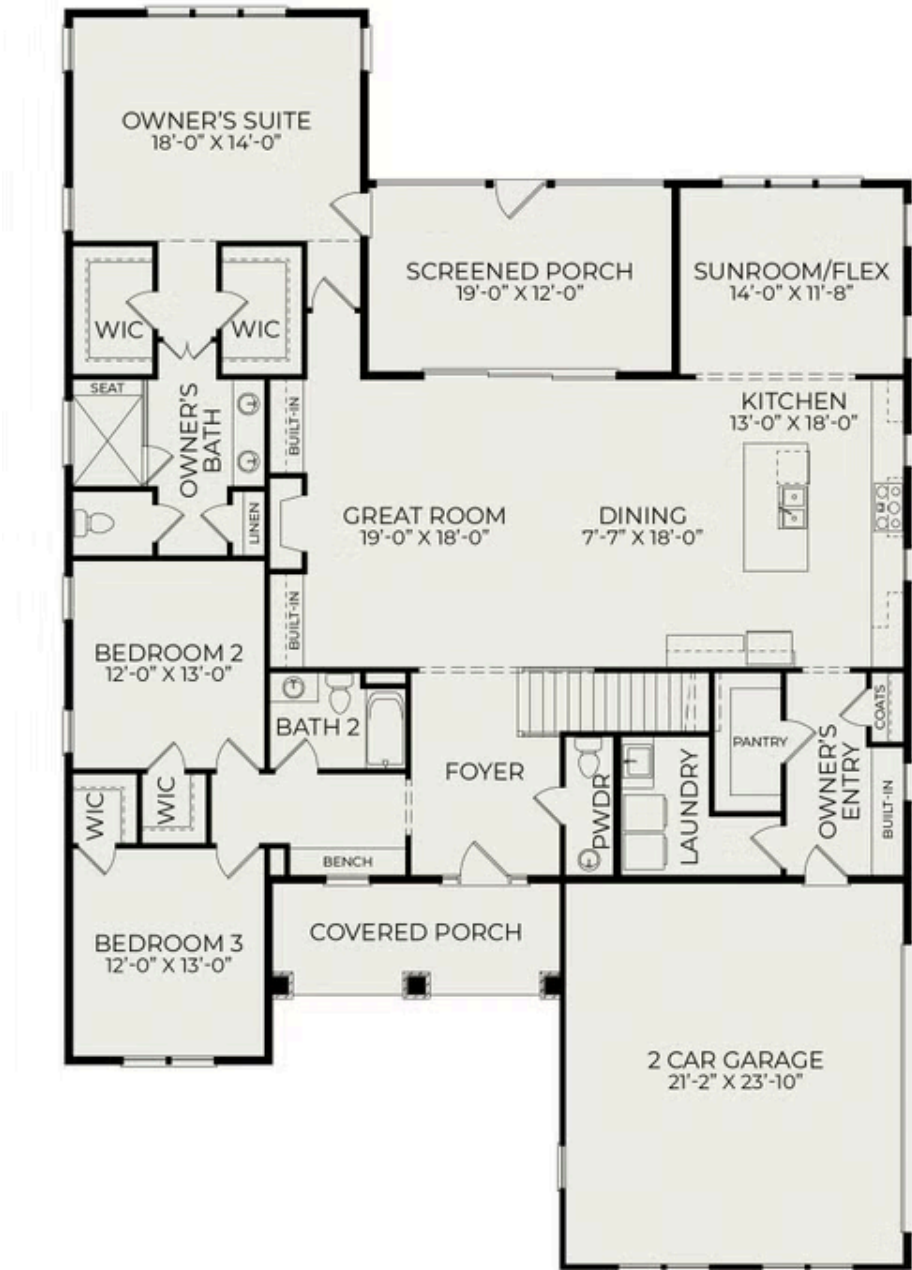 OWNER'S SUITE
18'-0" X 14'-0"
SCREENED PORCH
19'-0" X 12'-0"
SUNROOM/FLEX
14'-0" X 11'-8"
WIC
WIC
SEAT
OWNER'S
BATH
BUILT-IN
KITCHEN
13'-0" X 18'-0"
LINEN
GREAT ROOM
19'-0" X 18'-0"
DINING
7'-7" X 18'-0"
BUILT-IN
BEDROOM 2
12'-0" X 13'-0"
BATH 2
FOYER
PANTRY
COATS
OWNER'S
ENTRY
BUILT-IN
WIC
WIC
PWDR
LAUNDRY
BENCH
COVERED PORCH
BEDROOM 3
12'-0" X 13'-0"
2 CAR GARAGE
21'-2" X 23'-10"